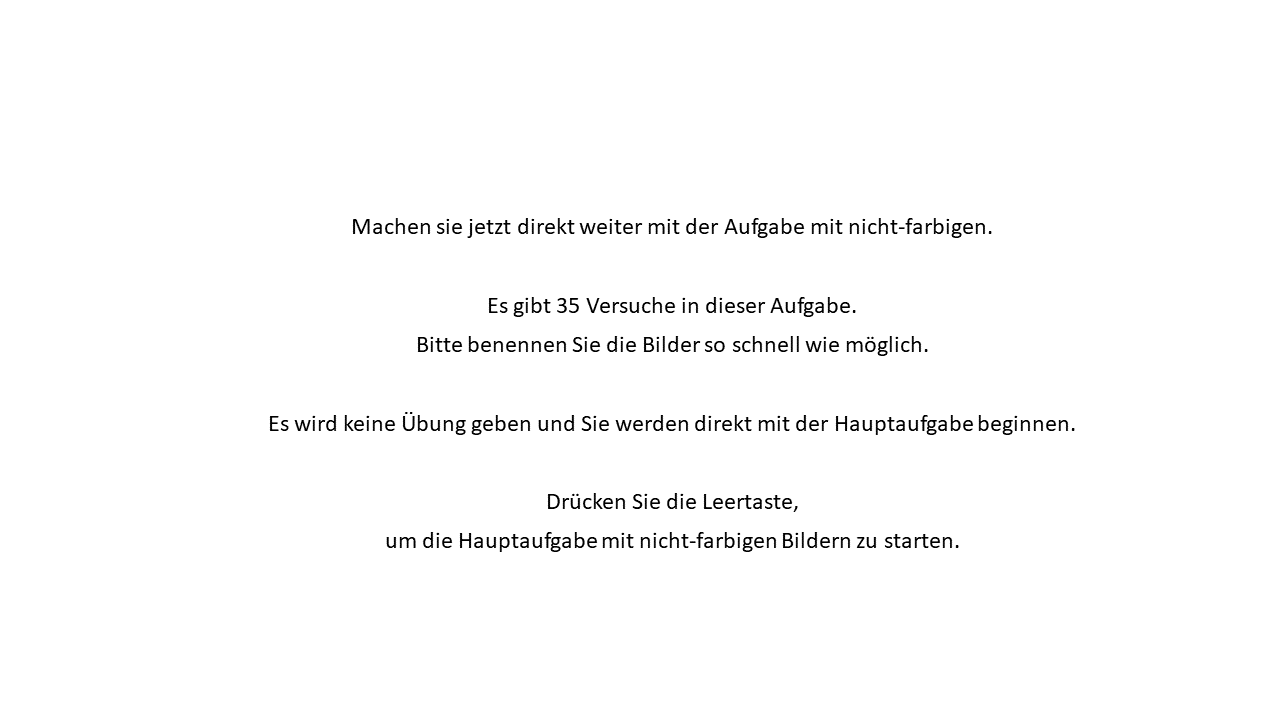 Machen sie jetzt direkt weiter mit der Aufgabe mit nicht-farbigen.
Es gibt 35 Versuche in dieser Aufgabe.
Bitte benennen Sie die Bilder so schnell wie möglich.
Es wird keine Übung geben und Sie werden direkt mit der Hauptaufgabe beginnen.
Drücken Sie die Leertaste,
um die Hauptaufgabe mit nicht-farbigen Bildern zu starten.